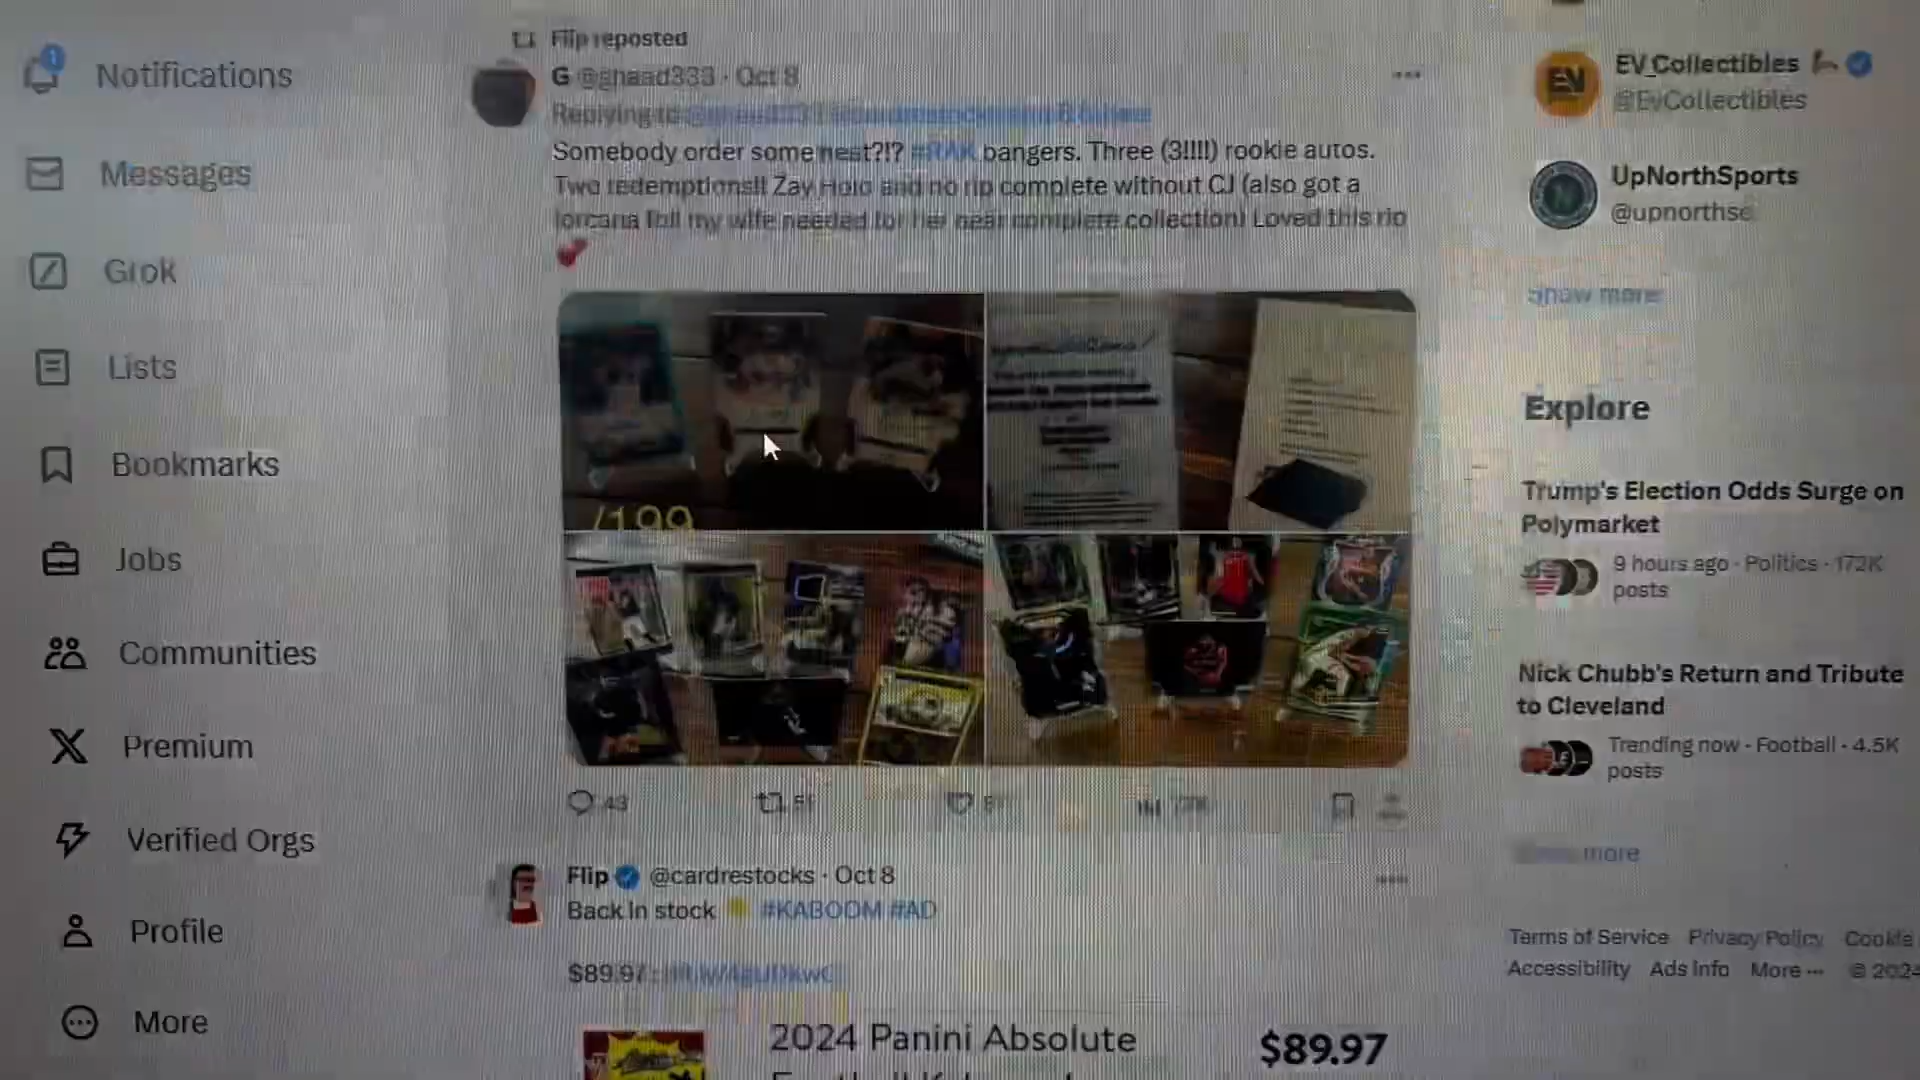 Notifications
Messages
Grok
Lists
Bookmarks
Jobs
Communities
Premium
Verified Orgs
Profile
More
Flip reposted
G @ghaad333 · Oct 8
Replying to
Somebody order some heat?!? #RAK bangers. Three (3!!!!) rookie autos.
Two redemptions!! Zay Holo and no rip complete without CJ (also got a
lorcana foil my wife needed for her near complete collection) Loved this rip
/199
43
Flip @cardrestocks · Oct 8
Back in stock #KABOOM #AD
$89.97:
2024 Panini Absolute
$89.97
EV_Collectibles
@EvCollectibles
UpNorthSports
@upnorthsc
Show more
Explore
Trump's Election Odds Surge on
Polymarket
9 hours ago · Politics · 172K
posts
Nick Chubb's Return and Tribute
to Cleveland
Trending now · Football · 4.5K
posts
Show more
Terms of Service Privacy Policy Cookie
Accessibility Ads info More ··· © 2024